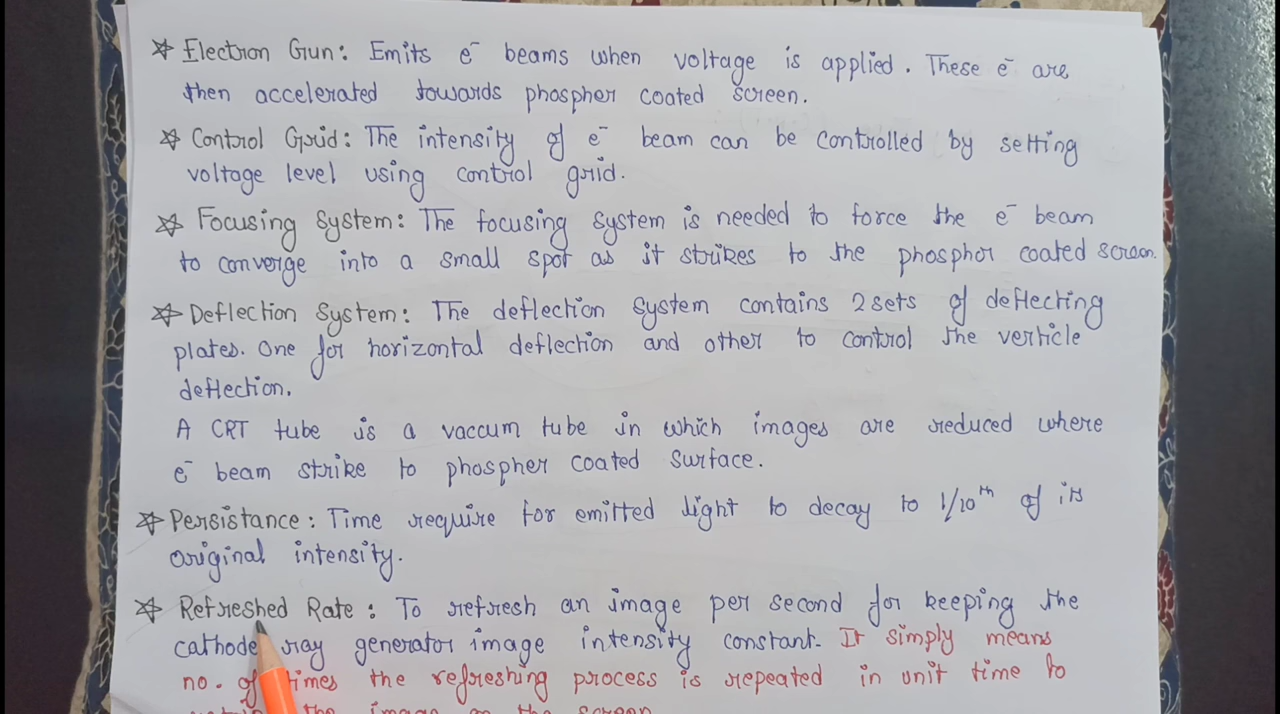 ☆ Electron Gun: Emits e⁻ beams when voltage is applied. These e⁻ are
then accelerated towards phospher coated screen.
☆ Control Grid: The intensity of e⁻ beam can be controlled by setting
voltage level using control grid.
☆ Focusing System: The focusing system is needed to force the e⁻ beam
to converge into a small spot as it strikes to the phosphor coated screen.
☆ Deflection System: The deflection system contains 2 sets of deflecting
plates. One for horizontal deflection and other to control the verticle
deflection.
A CRT tube is a vaccum tube in which images are reduced where
e⁻ beam strike to phospher coated surface.
☆ Persistance: Time require for emitted light to decay to 1/10th of its
original intensity.
☆ Refreshed Rate: To refresh an image per second for keeping the
cathode ray generator image intensity constant. It simply means
no. of times the refreshing process is repeated in unit time to
the image on the screen